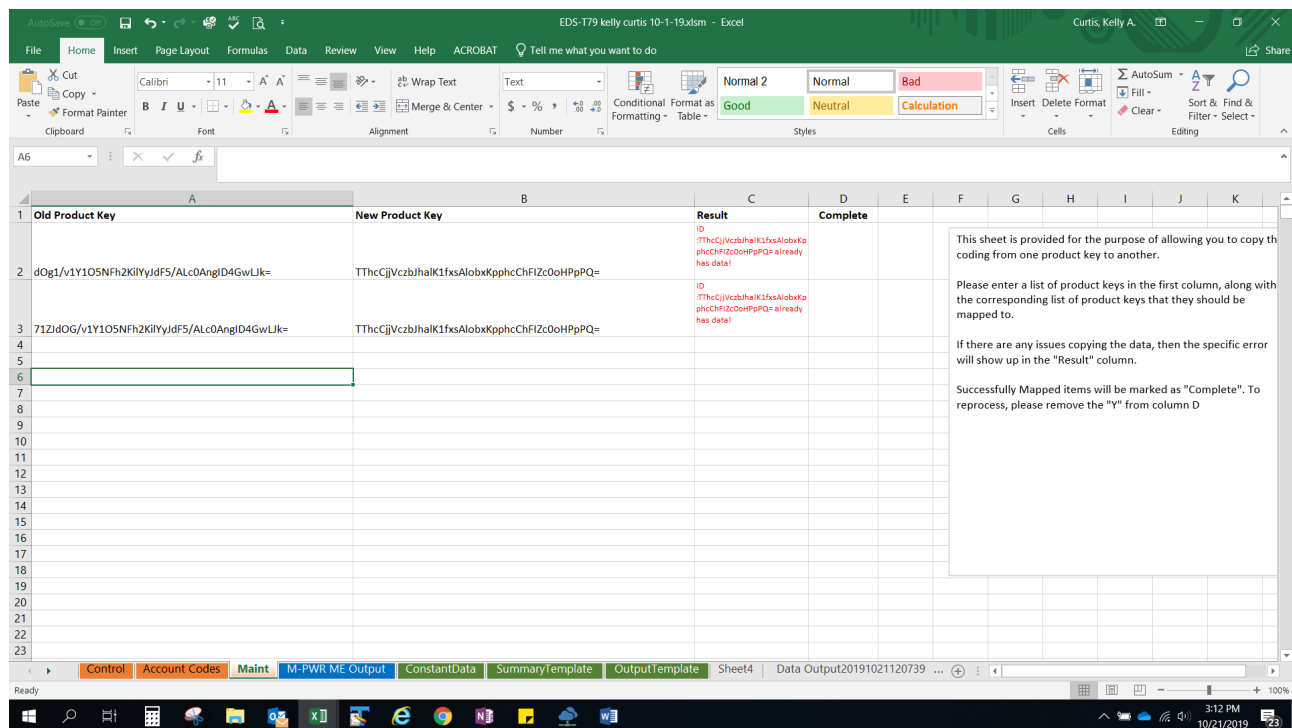 AutoSave Off
EDS-T79 kelly curtis 10-1-19.xlsm - Excel
Curtis, Kelly A.
File Home Insert Page Layout Formulas Data Review View Help ACROBAT Tell me what you want to do
Share
Paste
Cut
Copy
Format Painter
Clipboard
Calibri 11
B I U
Font
Wrap Text
Merge & Center
Alignment
Text
$ % ,
Number
Conditional Formatting
Format as Table
Normal 2 Normal Bad
Good Neutral Calculation
Styles
Insert Delete Format
Cells
AutoSum
Fill
Clear
Sort & Filter
Find & Select
Editing
A6
fx
A B C D E F G H I J K
1 Old Product Key New Product Key Result Complete
ID
:TThcCjjVczbJhalK1fxsAlobxKp
phcChFIZc0oHPpPQ= already
has data!
2 dOg1/v1Y1O5NFh2KilYyJdF5/ALc0AngID4GwLJk= TThcCjjVczbJhalK1fxsAlobxKpphcChFIZc0oHPpPQ=
ID
:TThcCjjVczbJhalK1fxsAlobxKp
phcChFIZc0oHPpPQ= already
has data!
3 71ZJdOG/v1Y1O5NFh2KilYyJdF5/ALc0AngID4GwLJk= TThcCjjVczbJhalK1fxsAlobxKpphcChFIZc0oHPpPQ=
4
5
6
7
8
9
10
11
12
13
14
15
16
17
18
19
20
21
22
23
This sheet is provided for the purpose of allowing you to copy th
coding from one product key to another.
Please enter a list of product keys in the first column, along with
the corresponding list of product keys that they should be
mapped to.
If there are any issues copying the data, then the specific error
will show up in the "Result" column.
Successfully Mapped items will be marked as "Complete". To
reprocess, please remove the "Y" from column D
Control Account Codes Maint M-PWR ME Output ConstantData SummaryTemplate OutputTemplate Sheet4 Data Output20191021120739 ...
Ready
100%
3:12 PM
10/21/2019
23